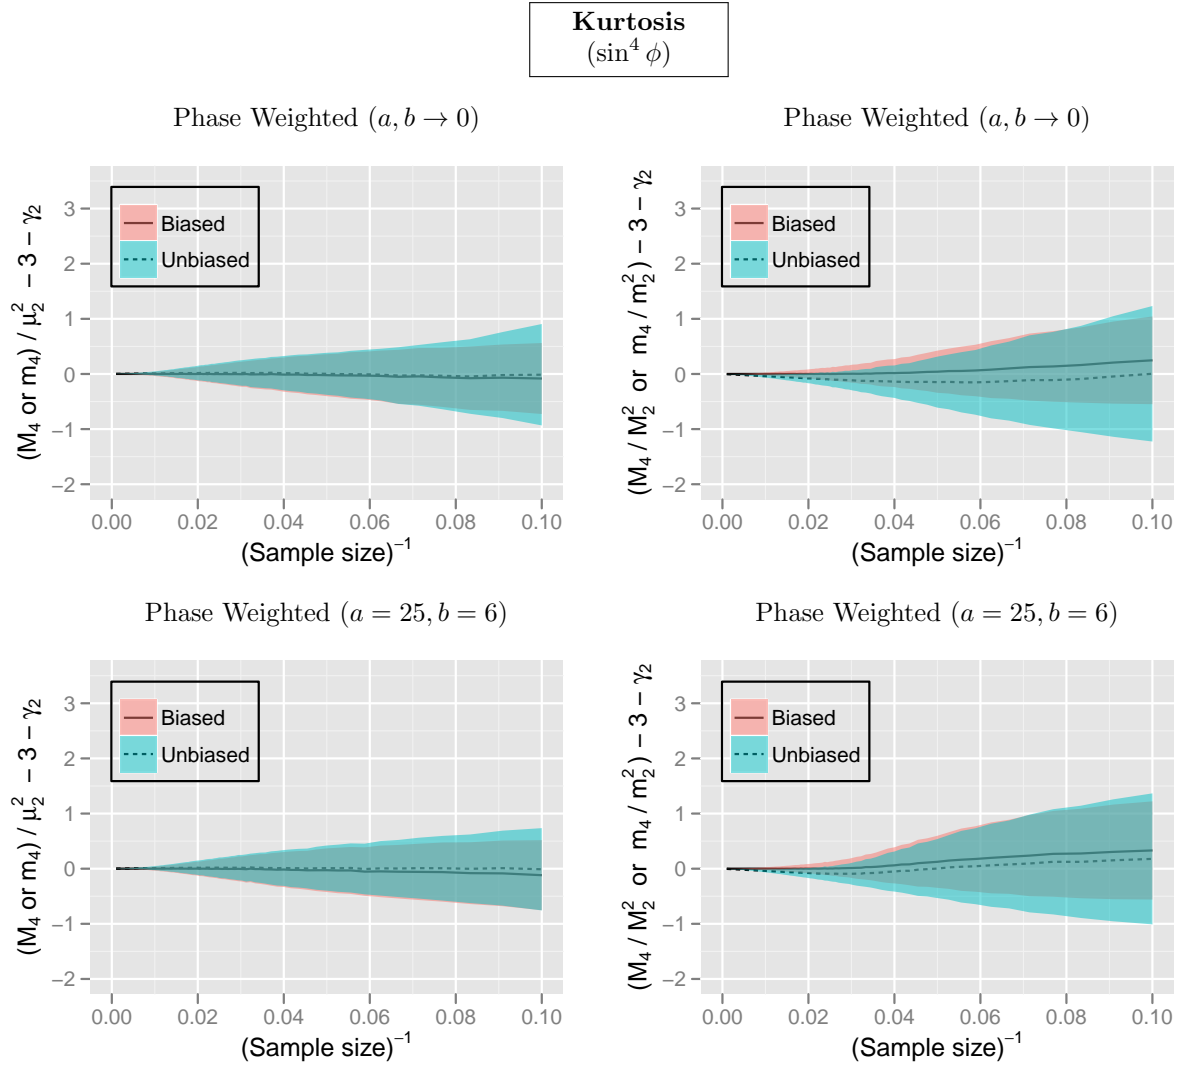 Kurtosis
(sin⁴ ϕ)
Phase Weighted (a, b → 0)
(M₄ or m₄) / μ₂² − 3 − γ₂
3
2
1
0
−1
−2
Biased
Unbiased
0.00 0.02 0.04 0.06 0.08 0.10
(Sample size)⁻¹
Phase Weighted (a, b → 0)
(M₄ / M₂² or m₄ / m₂²) − 3 − γ₂
3
2
1
0
−1
−2
Biased
Unbiased
0.00 0.02 0.04 0.06 0.08 0.10
(Sample size)⁻¹
Phase Weighted (a = 25, b = 6)
(M₄ or m₄) / μ₂² − 3 − γ₂
3
2
1
0
−1
−2
Biased
Unbiased
0.00 0.02 0.04 0.06 0.08 0.10
(Sample size)⁻¹
Phase Weighted (a = 25, b = 6)
(M₄ / M₂² or m₄ / m₂²) − 3 − γ₂
3
2
1
0
−1
−2
Biased
Unbiased
0.00 0.02 0.04 0.06 0.08 0.10
(Sample size)⁻¹